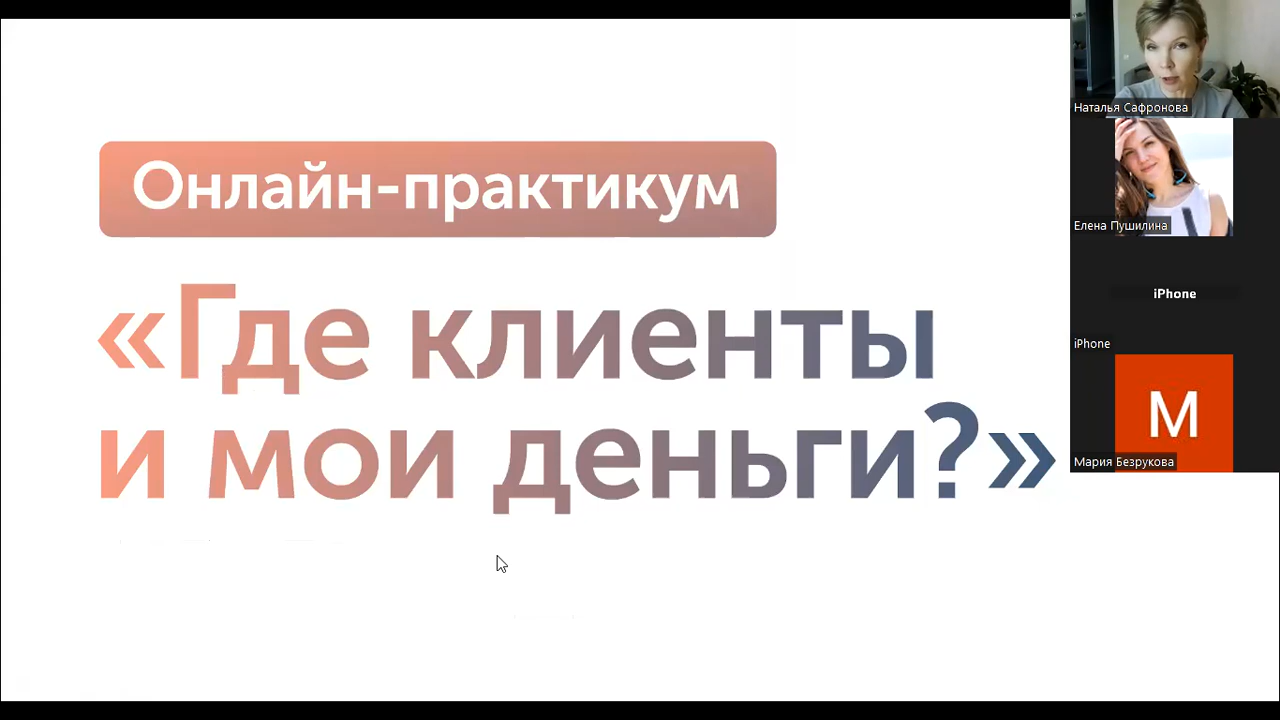 Онлайн-практикум
«Где клиенты
и мои деньги?»
Наталья Сафронова
Елена Пушилина
iPhone
iPhone
М
Мария Безрукова